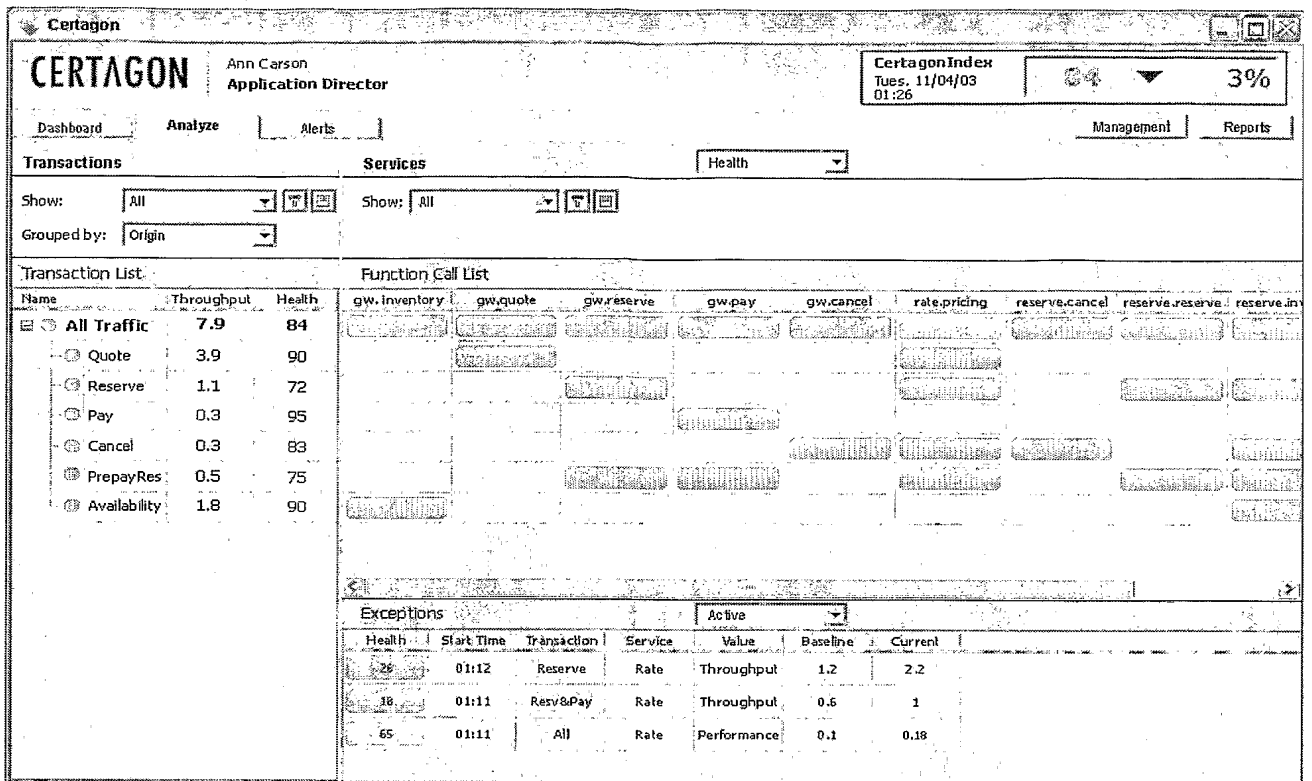 Certagon
CERTAGON
Ann Carson
Application Director
CertagonIndex
Tues, 11/04/03
01:26
84 3%
Dashboard Analyze Alerts Management Reports
Transactions Services Health
Show: All Show: All
Grouped by: Origin
Transaction List Function Call List
Name Throughput Health gw.inventory gw.quote gw.reserve gw.pay gw.cancel rate.pricing reserve.cancel reserve.reserve reserve.inv
All Traffic 7.9 84
Quote 3.9 90
Reserve 1.1 72
Pay 0.3 95
Cancel 0.3 83
PrepayRes 0.5 75
Availability 1.8 90
Exceptions Active
Health Start Time Transaction Service Value Baseline Current
26 01:12 Reserve Rate Throughput 1.2 2.2
18 01:11 Resv&Pay Rate Throughput 0.6 1
65 01:11 All Rate Performance 0.1 0.18